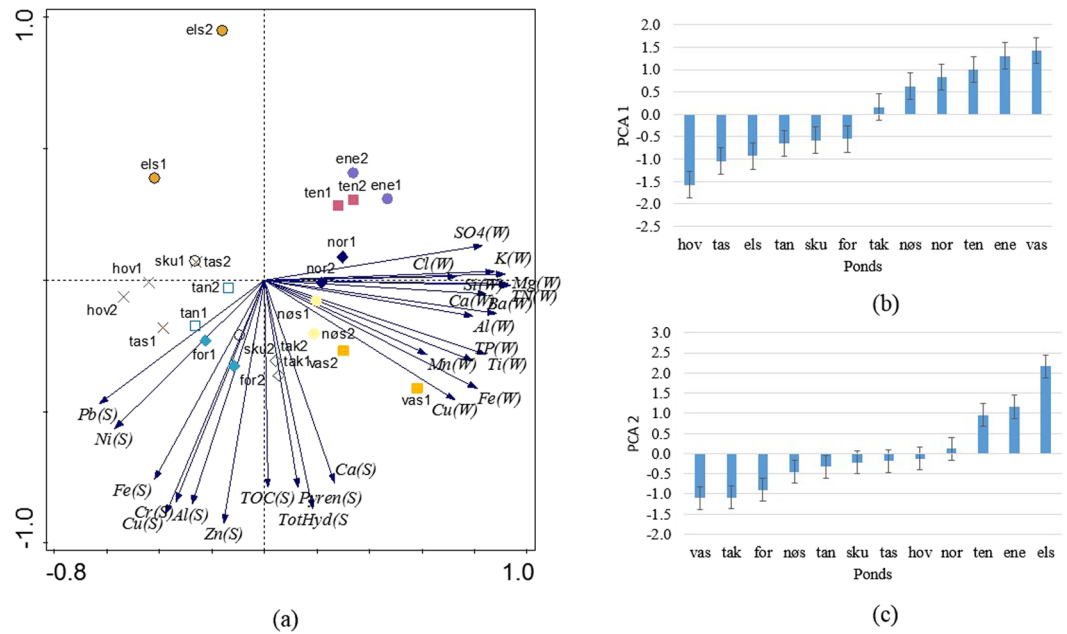 1.0
els2
els1
ene2
ten2
ten1
ene1
nor1
SO4(W)
Cl(W)
K(W)
sku1
tas2
hov1
nor2
Si(W)
Mg(W)
TN(W)
tan2
Ca(W)
Ba(W)
hov2
nøs1
Al(W)
tan1
tas1
nøs2
for1
sku2
tak2
TP(W)
tak1
vas2
Mn(W)
Ti(W)
for2
vas1
Fe(W)
Cu(W)
Pb(S)
Ni(S)
Fe(S)
Ca(S)
TOC(S)
Pyren(S)
Cr(S)
Al(S)
Cu(S)
TotHyd(S
Zn(S)
-1.0
-0.8
1.0
(a)
2.0
1.5
1.0
0.5
0.0
-0.5
-1.0
-1.5
-2.0
-2.5
PCA 1
hov tas els tan sku for tak nøs nor ten ene vas
Ponds
(b)
3.0
2.5
2.0
1.5
1.0
0.5
0.0
-0.5
-1.0
-1.5
-2.0
PCA 2
vas tak for nøs tan sku tas hov nor ten ene els
Ponds
(c)